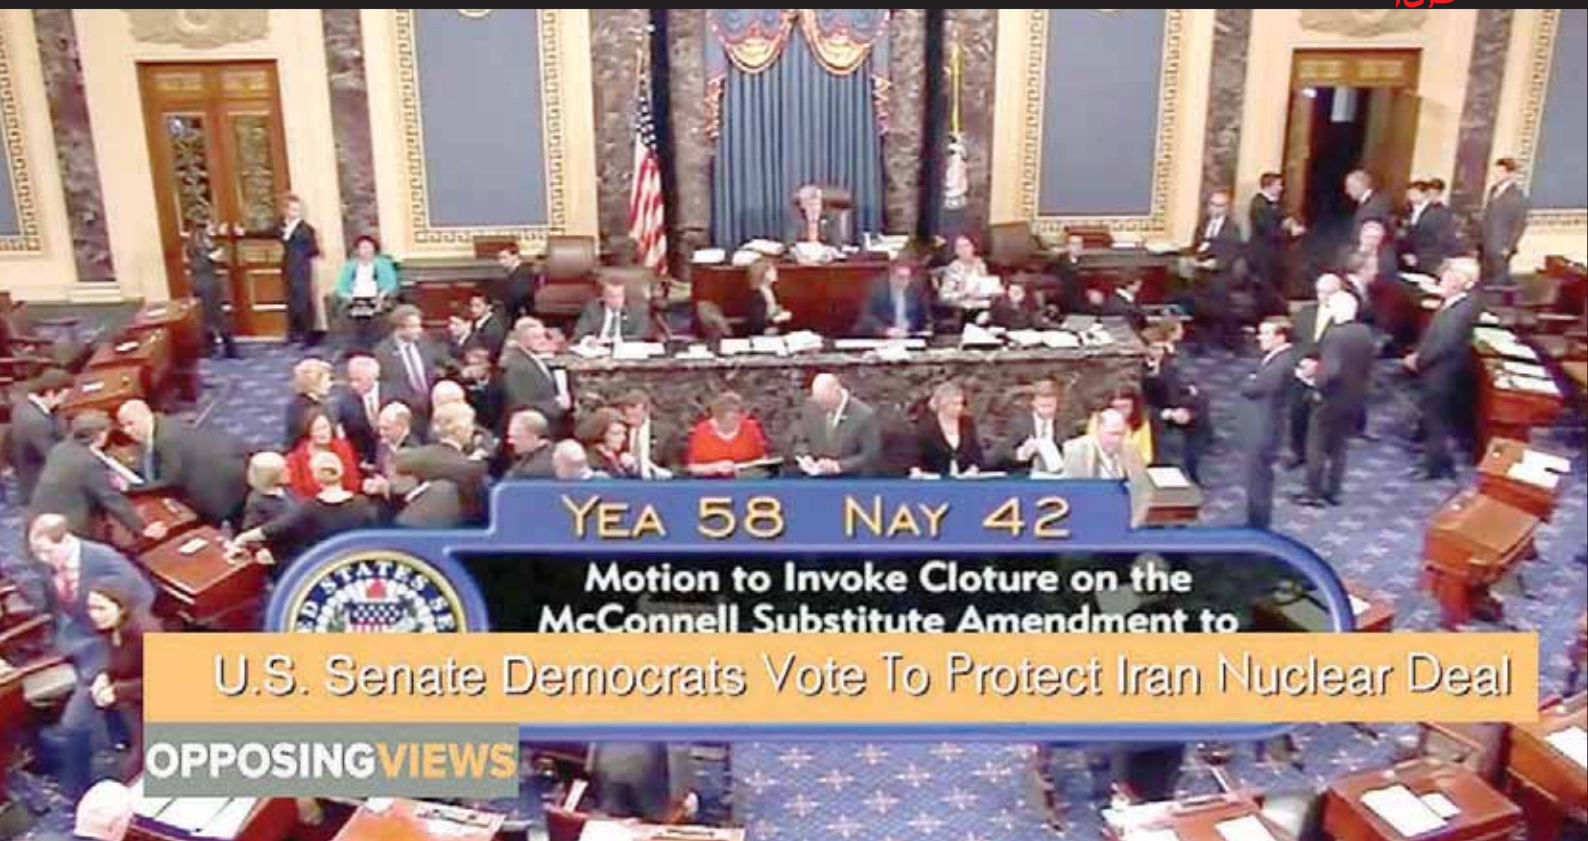 YEA 58 NAY 42
Motion to Invoke Cloture on the
McConnell Substitute Amendment to
U.S. Senate Democrats Vote To Protect Iran Nuclear Deal
OPPOSINGVIEWS